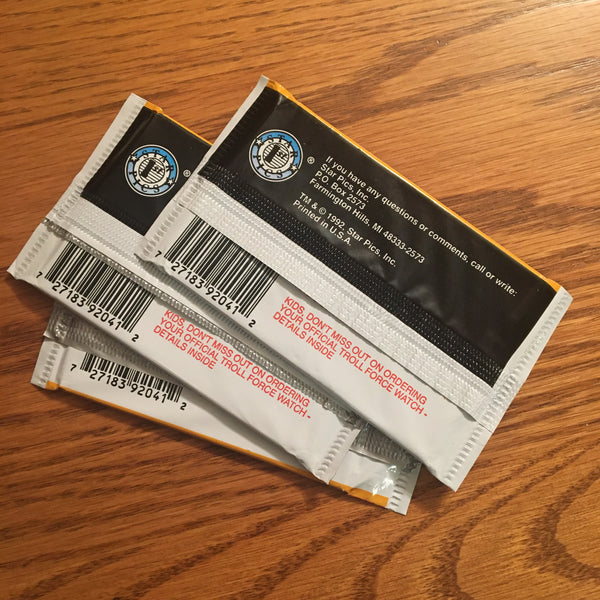 If you have any questions or comments, call or write:
Star Pics, Inc.
P.O. Box 2573
Farmington Hills, MI 48333-2573
TM & © 1992, Star Pics, Inc.
Printed in U.S.A.
®
7 27183 92041 2
KIDS, DON'T MISS OUT ON ORDERING
YOUR OFFICIAL TROLL FORCE WATCH -
DETAILS INSIDE
®
7 27183 92041 2
KIDS, DON'T MISS OUT ON ORDERING
YOUR OFFICIAL TROLL FORCE WATCH -
DETAILS INSIDE
7 27183 92041 2